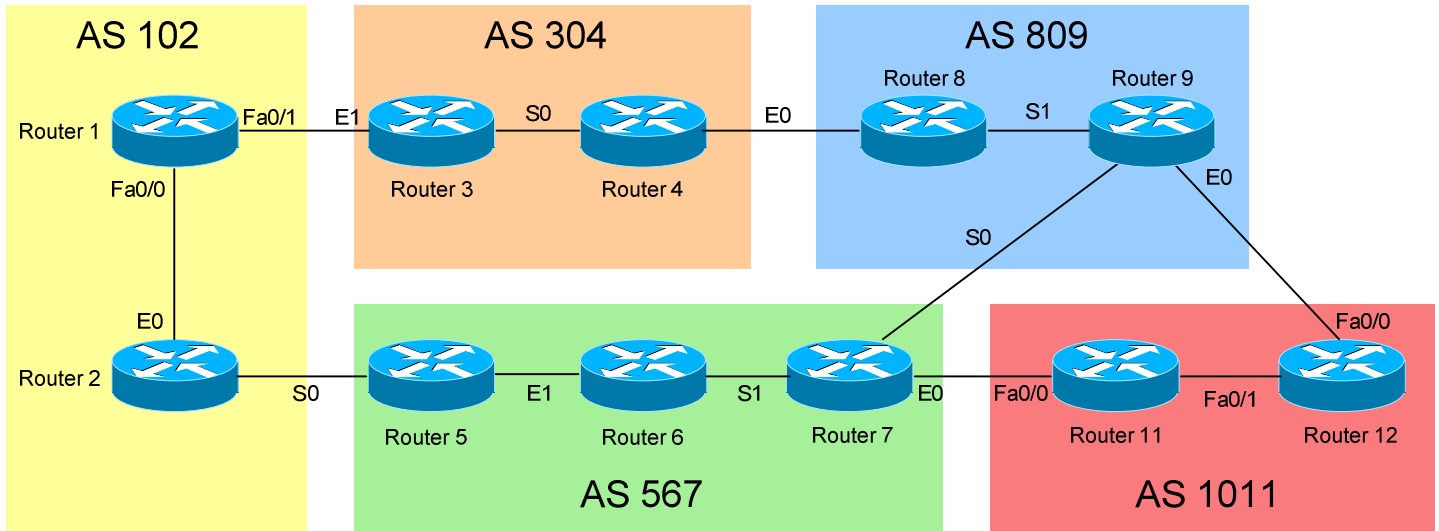 AS 102
AS 304
AS 809
Router 8
Router 9
Router 1
Fa0/1
E1
S0
E0
S1
Fa0/0
Router 3
Router 4
E0
S0
E0
Fa0/0
Router 2
S0
E1
S1
E0
Fa0/0
Fa0/1
Router 5
Router 6
Router 7
Router 11
Router 12
AS 567
AS 1011